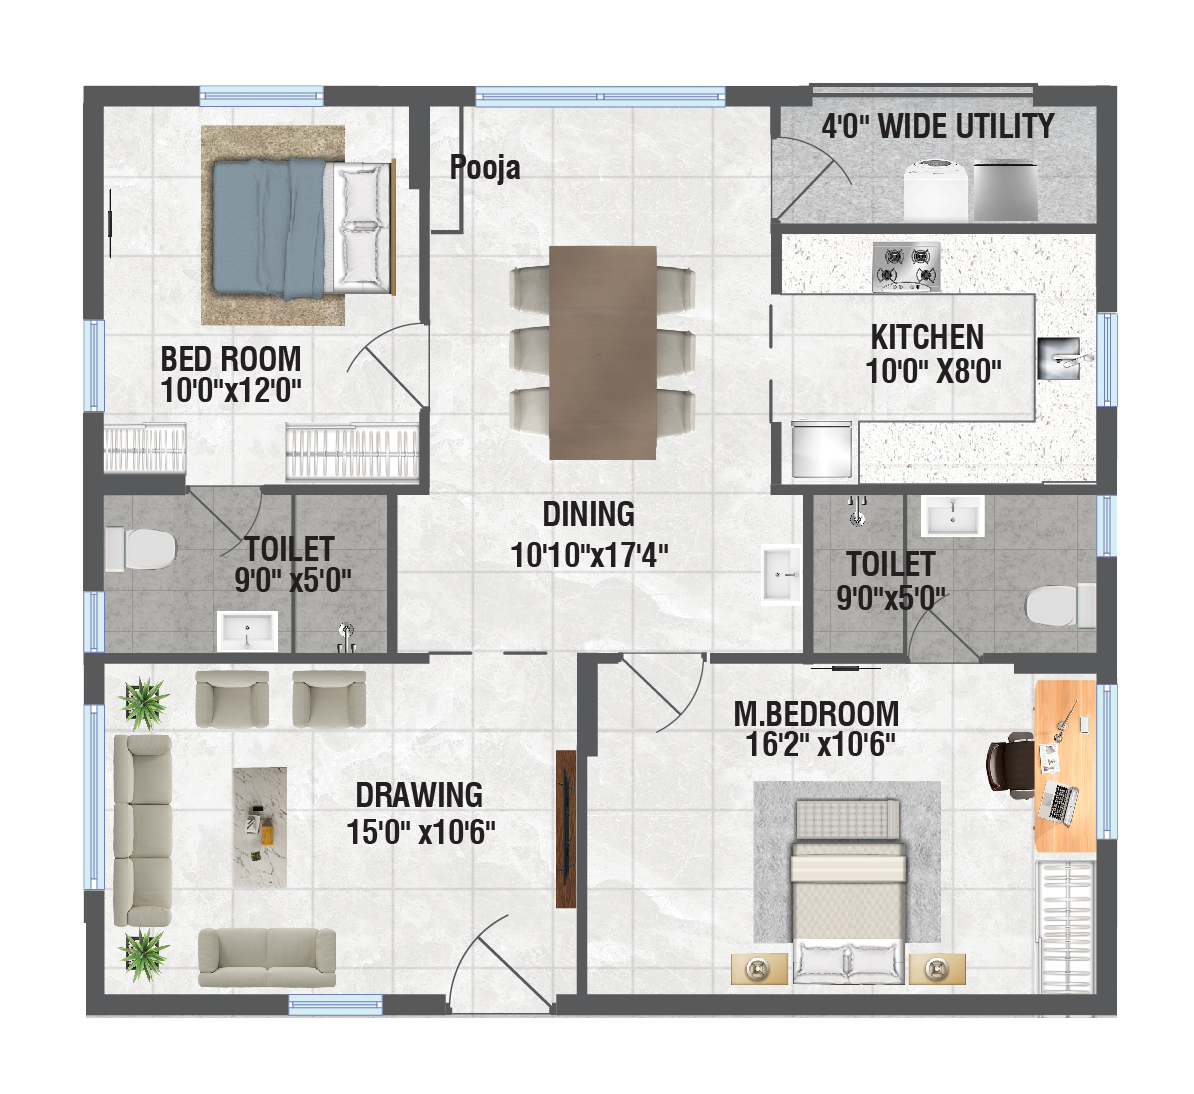 4'0" WIDE UTILITY
Pooja
KITCHEN
10'0" X8'0"
BED ROOM
10'0"x12'0"
DINING
10'10"x17'4"
TOILET
9'0" x5'0"
TOILET
9'0"x5'0"
M.BEDROOM
16'2" x10'6"
DRAWING
15'0" x10'6"